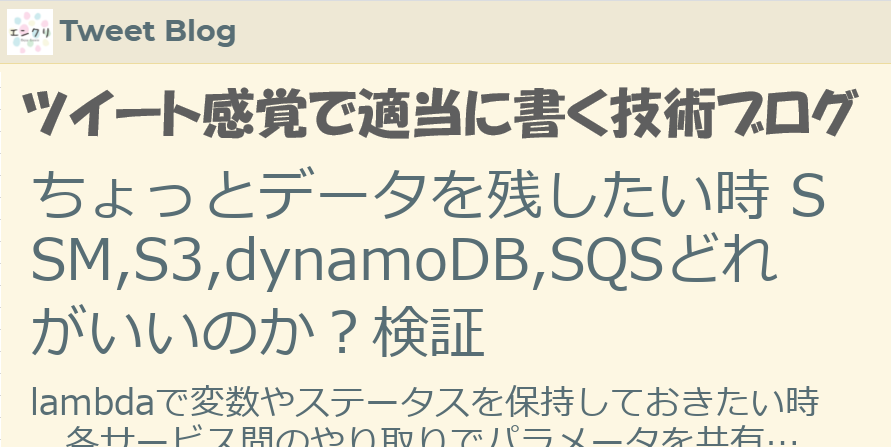 エンクリ
Tweet Blog
ツイート感覚で適当に書く技術ブログ
ちょっとデータを残したい時 S
SM,S3,dynamoDB,SQSどれ
がいいのか？検証
lambdaで変数やステータスを保持しておきたい時
各サービス間のやり取りでパラメータを共有…